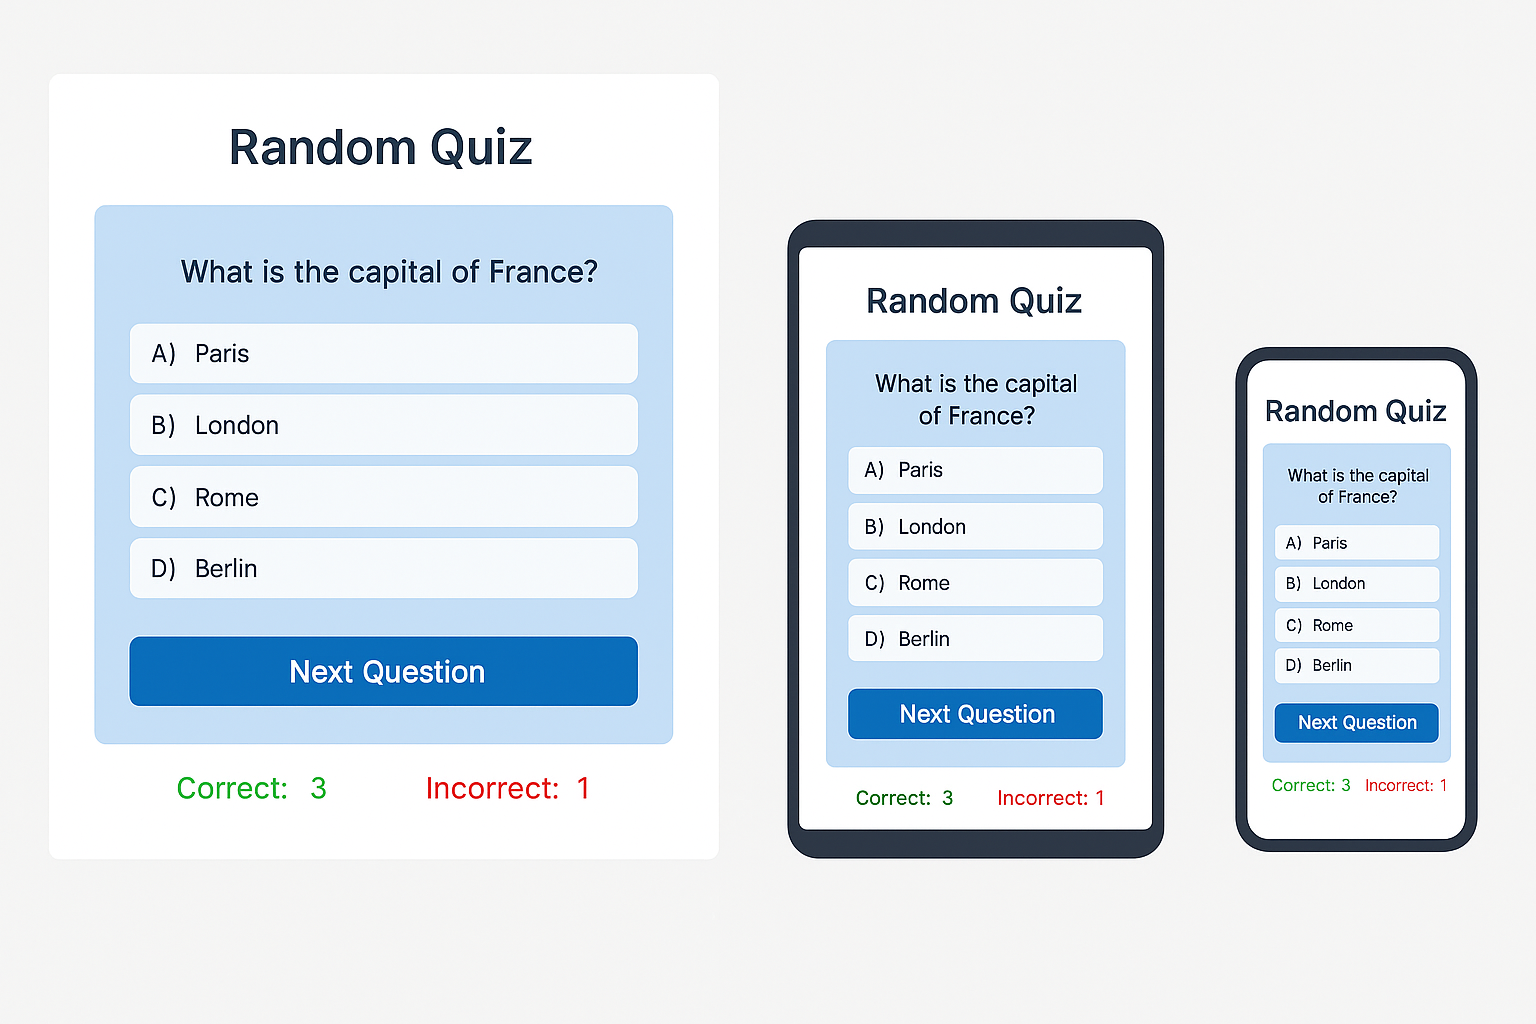 Random Quiz
What is the capital of France?
A) Paris
B) London
C) Rome
D) Berlin
Next Question
Correct: 3 Incorrect: 1
Random Quiz
What is the capital
of France?
A) Paris
B) London
C) Rome
D) Berlin
Next Question
Correct: 3 Incorrect: 1
Random Quiz
What is the capital
of France?
A) Paris
B) London
C) Rome
D) Berlin
Next Question
Correct: 3 Incorrect: 1